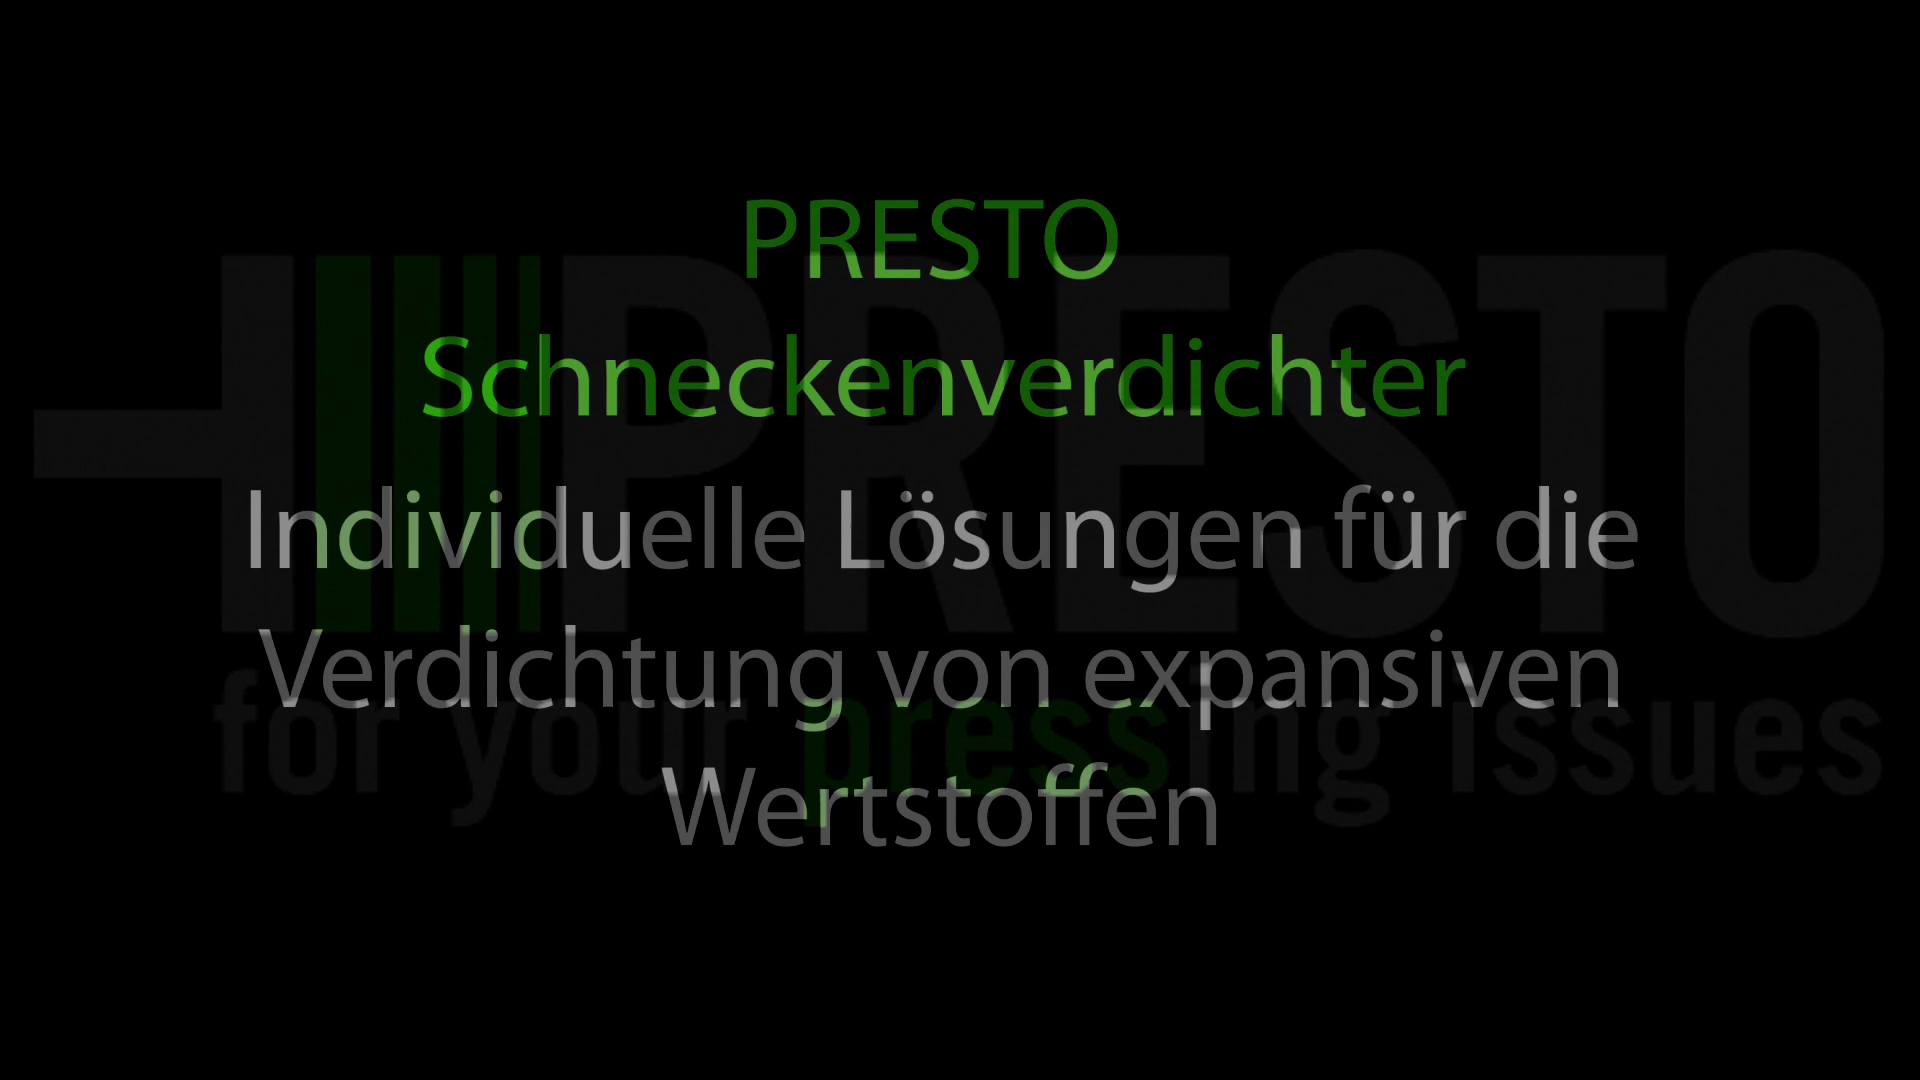 PRESTO
Schneckenverdichter
Individuelle Lösungen für die
Verdichtung von expansiven
Wertstoffen
PRESTO
for your pressing issues